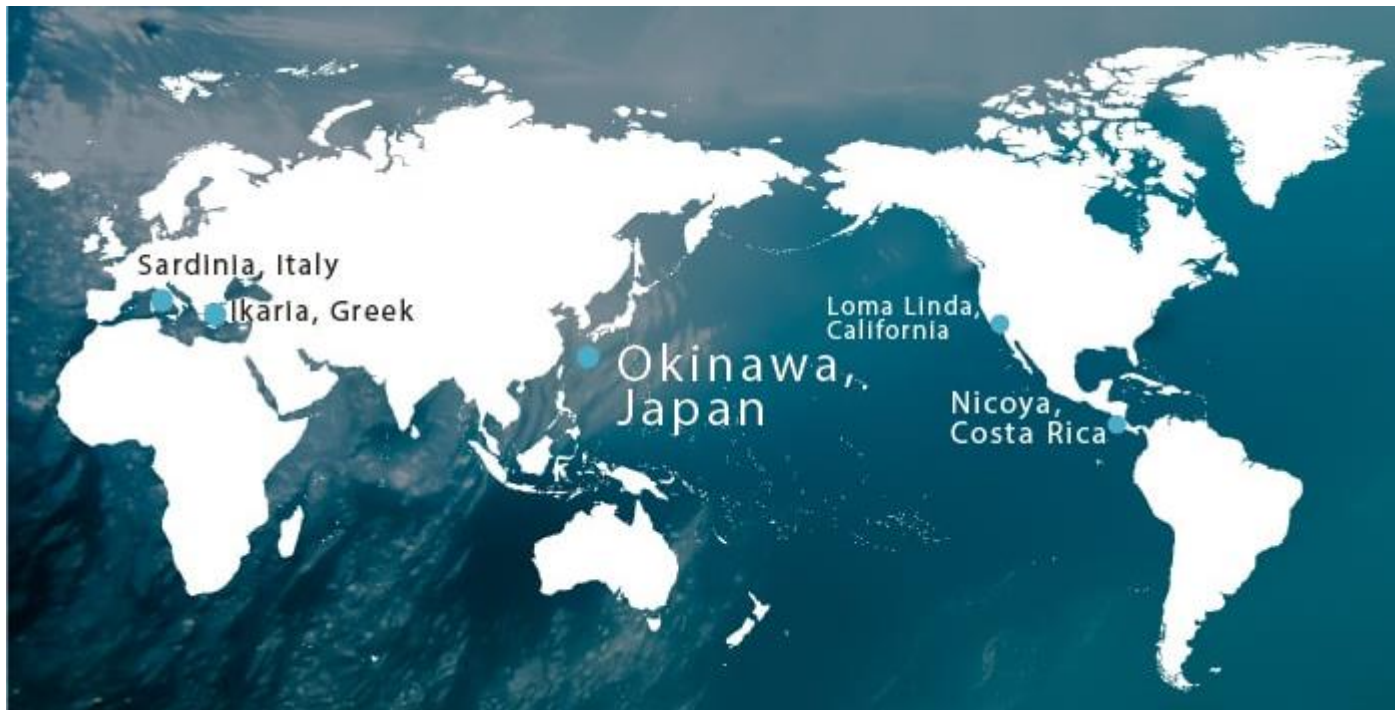 Sardinia, Italy
Ikaria, Greek
Okinawa,
Japan
Loma Linda,
California
Nicoya,
Costa Rica